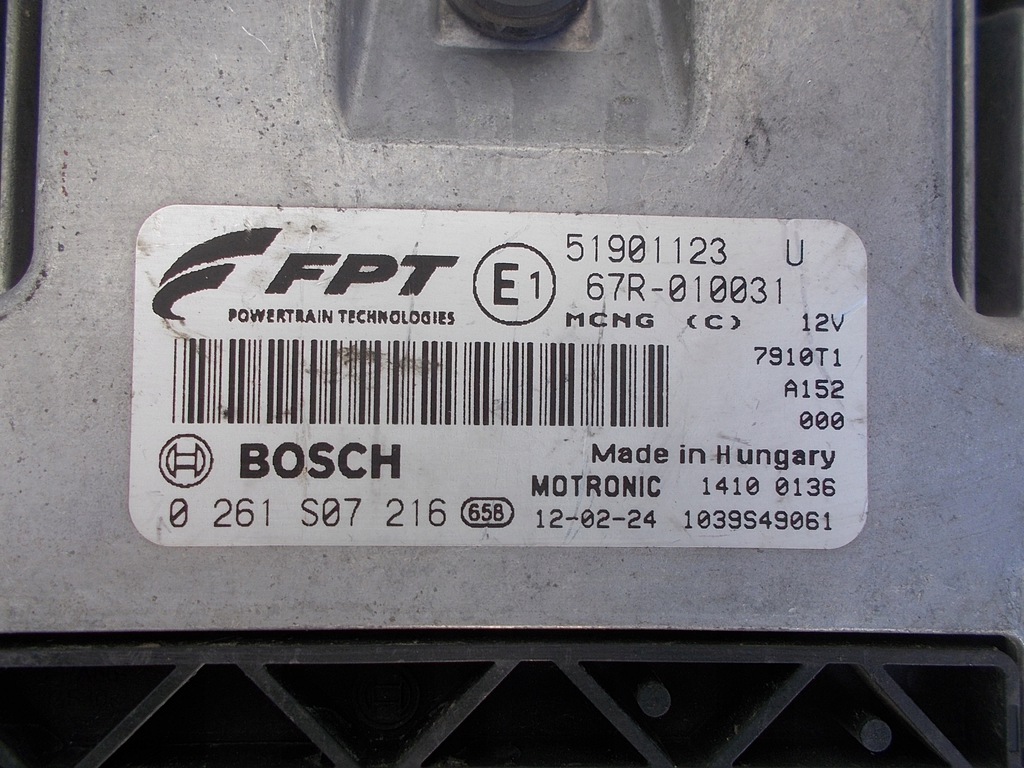 FPT
POWERTRAIN TECHNOLOGIES
E1
51901123 U
67R-010031
MCNG (C) 12V
7910T1
A152
000
BOSCH
Made in Hungary
MOTRONIC 1410 0136
0 261 S07 216 658 12-02-24 1039S49061